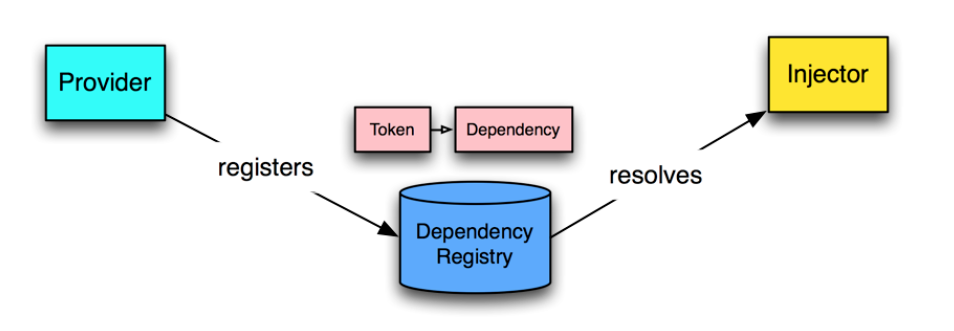 Provider
Injector
Token
Dependency
registers
resolves
Dependency
Registry